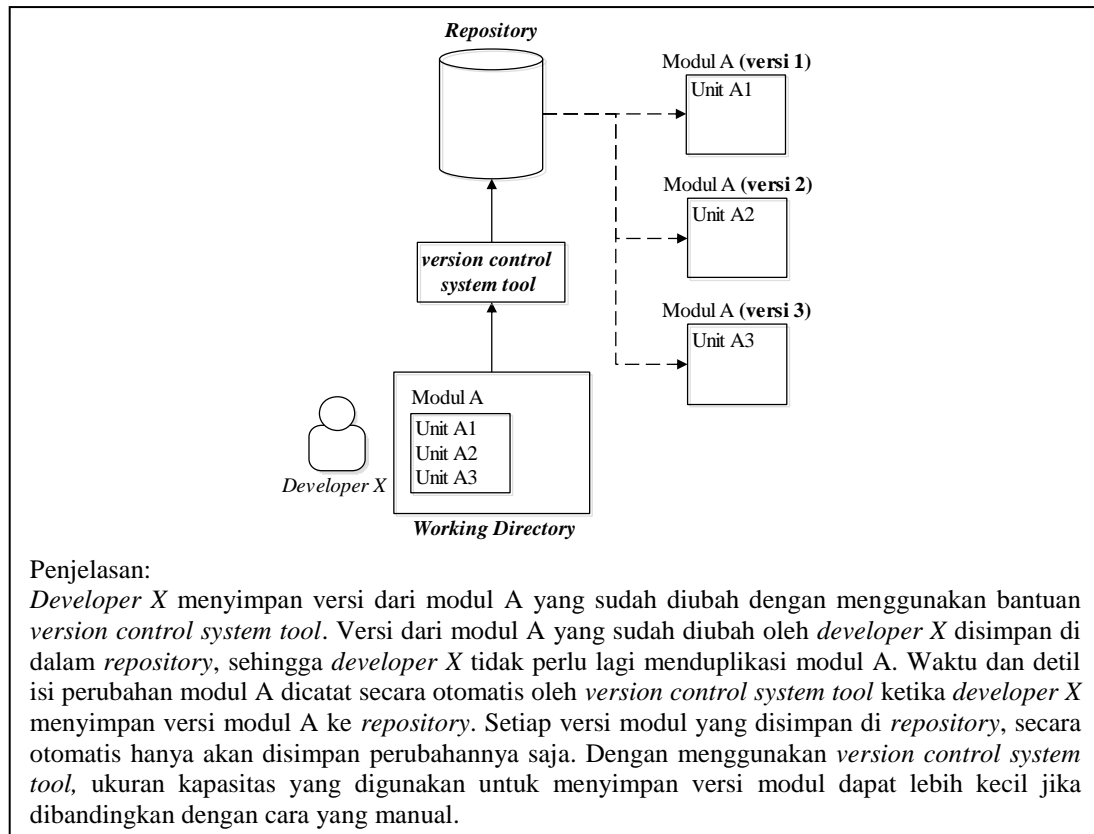 Repository
Modul A (versi 1)
Unit A1
Modul A (versi 2)
Unit A2
version control
system tool
Modul A (versi 3)
Unit A3
Modul A
Unit A1
Unit A2
Unit A3
Developer X
Working Directory
Penjelasan:
Developer X menyimpan versi dari modul A yang sudah diubah dengan menggunakan bantuan
version control system tool. Versi dari modul A yang sudah diubah oleh developer X disimpan di
dalam repository, sehingga developer X tidak perlu lagi menduplikasi modul A. Waktu dan detil
isi perubahan modul A dicatat secara otomatis oleh version control system tool ketika developer X
menyimpan versi modul A ke repository. Setiap versi modul yang disimpan di repository, secara
otomatis hanya akan disimpan perubahannya saja. Dengan menggunakan version control system
tool, ukuran kapasitas yang digunakan untuk menyimpan versi modul dapat lebih kecil jika
dibandingkan dengan cara yang manual.